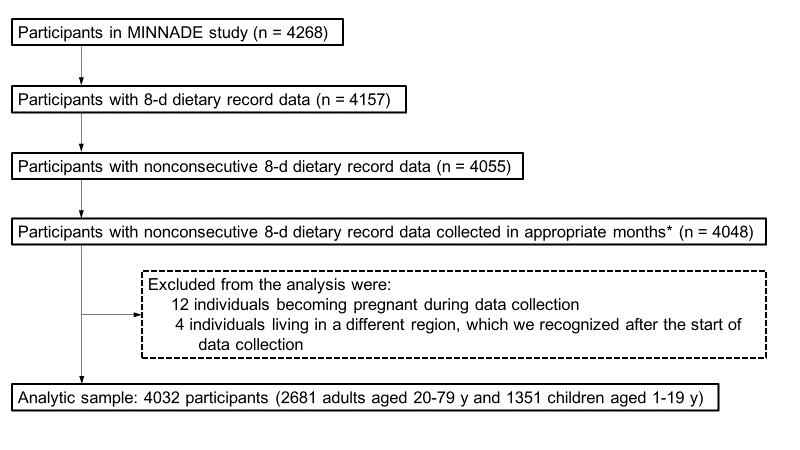 Participants in MINNADE study (n = 4268)
Participants with 8-d dietary record data (n = 4157)
Participants with nonconsecutive 8-d dietary record data (n = 4055)
Participants with nonconsecutive 8-d dietary record data collected in appropriate months* (n = 4048)
Excluded from the analysis were:
12 individuals becoming pregnant during data collection
4 individuals living in a different region, which we recognized after the start of
data collection
Analytic sample: 4032 participants (2681 adults aged 20-79 y and 1351 children aged 1-19 y)